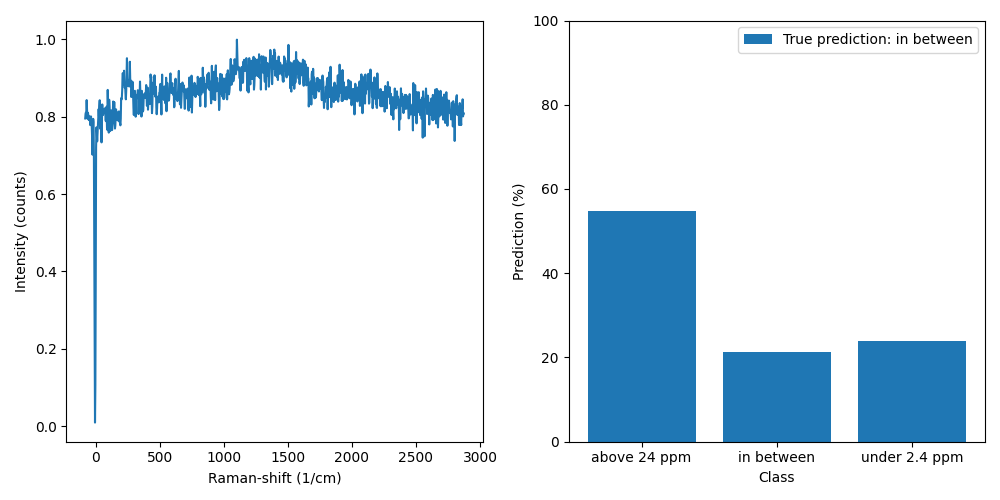 1.0
0.8
0.6
0.4
0.2
0.0
Intensity (counts)
0 500 1000 1500 2000 2500 3000
Raman-shift (1/cm)
100
80
60
40
20
0
Prediction (%)
True prediction: in between
above 24 ppm in between under 2.4 ppm
Class